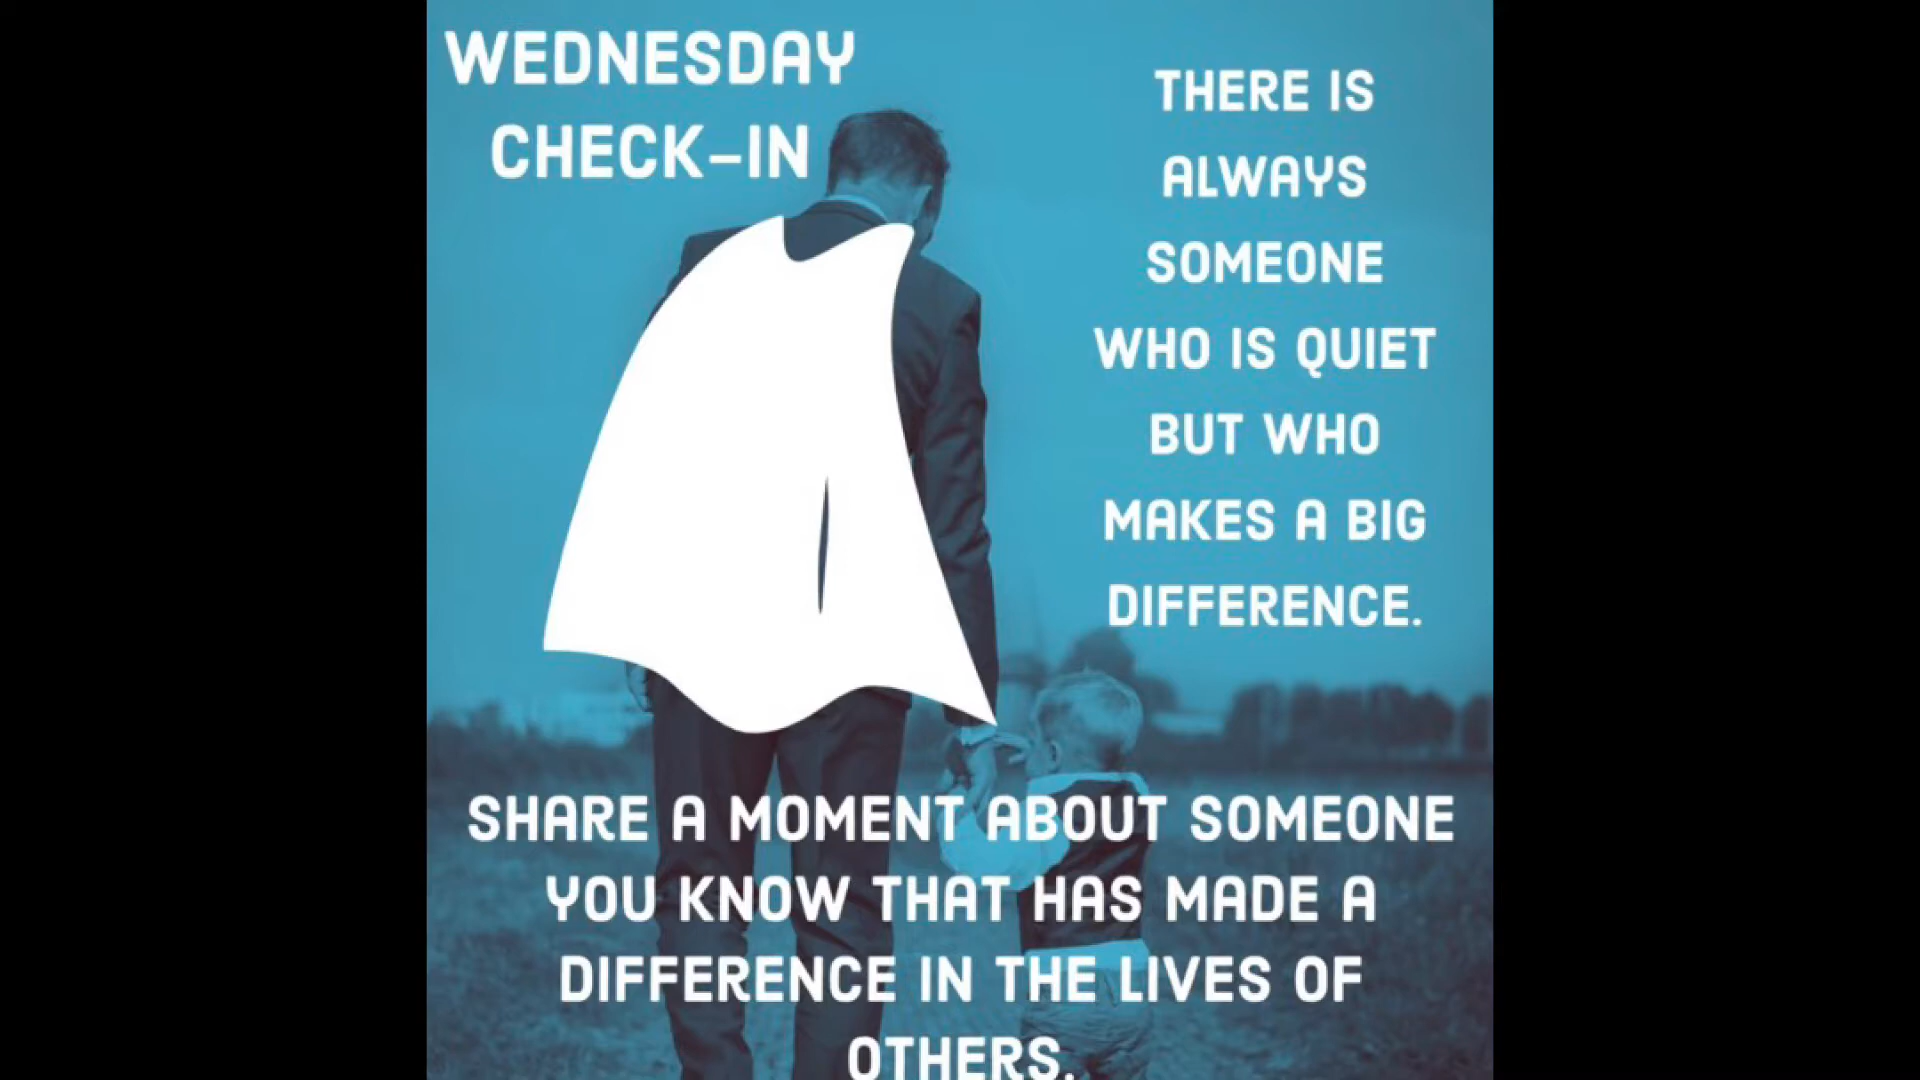 WEDNESDAY
CHECK-IN
THERE IS
ALWAYS
SOMEONE
WHO IS QUIET
BUT WHO
MAKES A BIG
DIFFERENCE.
SHARE A MOMENT ABOUT SOMEONE
YOU KNOW THAT HAS MADE A
DIFFERENCE IN THE LIVES OF
OTHERS.